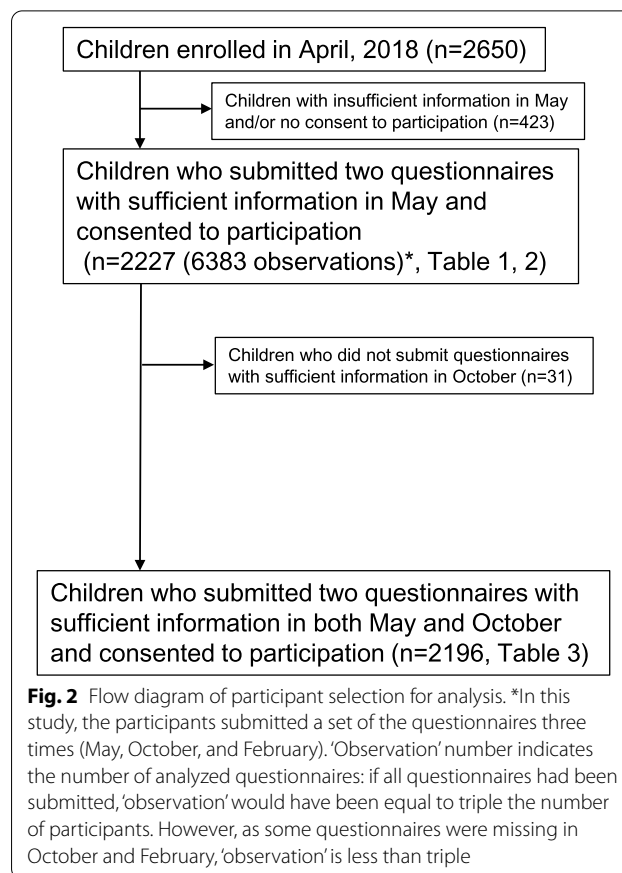 Children enrolled in April, 2018 (n=2650)
Children with insufficient information in May
and/or no consent to participation (n=423)
Children who submitted two questionnaires
with sufficient information in May and
consented to participation
(n=2227 (6383 observations)*, Table 1, 2)
Children who did not submit questionnaires
with sufficient information in October (n=31)
Children who submitted two questionnaires with
sufficient information in both May and October
and consented to participation (n=2196, Table 3)
Fig. 2 Flow diagram of participant selection for analysis. *In this
study, the participants submitted a set of the questionnaires three
times (May, October, and February). ‘Observation’ number indicates
the number of analyzed questionnaires: if all questionnaires had been
submitted, ‘observation’ would have been equal to triple the number
of participants. However, as some questionnaires were missing in
October and February, ‘observation’ is less than triple